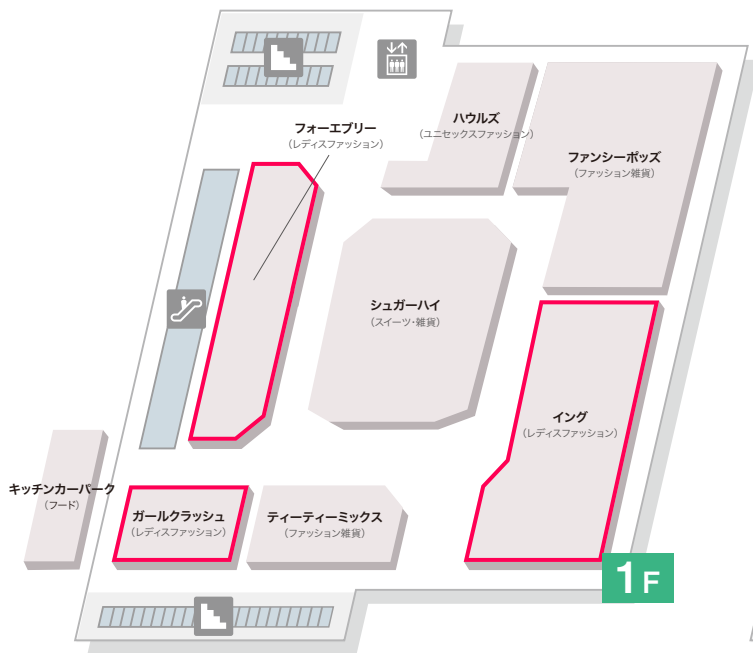 ハウルズ
（ユニセックスファッション）
フォーエブリー
（レディスファッション）
ファンシーポッズ
（ファッション雑貨）
シュガーハイ
（スイーツ・雑貨）
イング
（レディスファッション）
キッチンカーパーク
（フード）
ガールクラッシュ
（レディスファッション）
ティーティーミックス
（ファッション雑貨）
1F